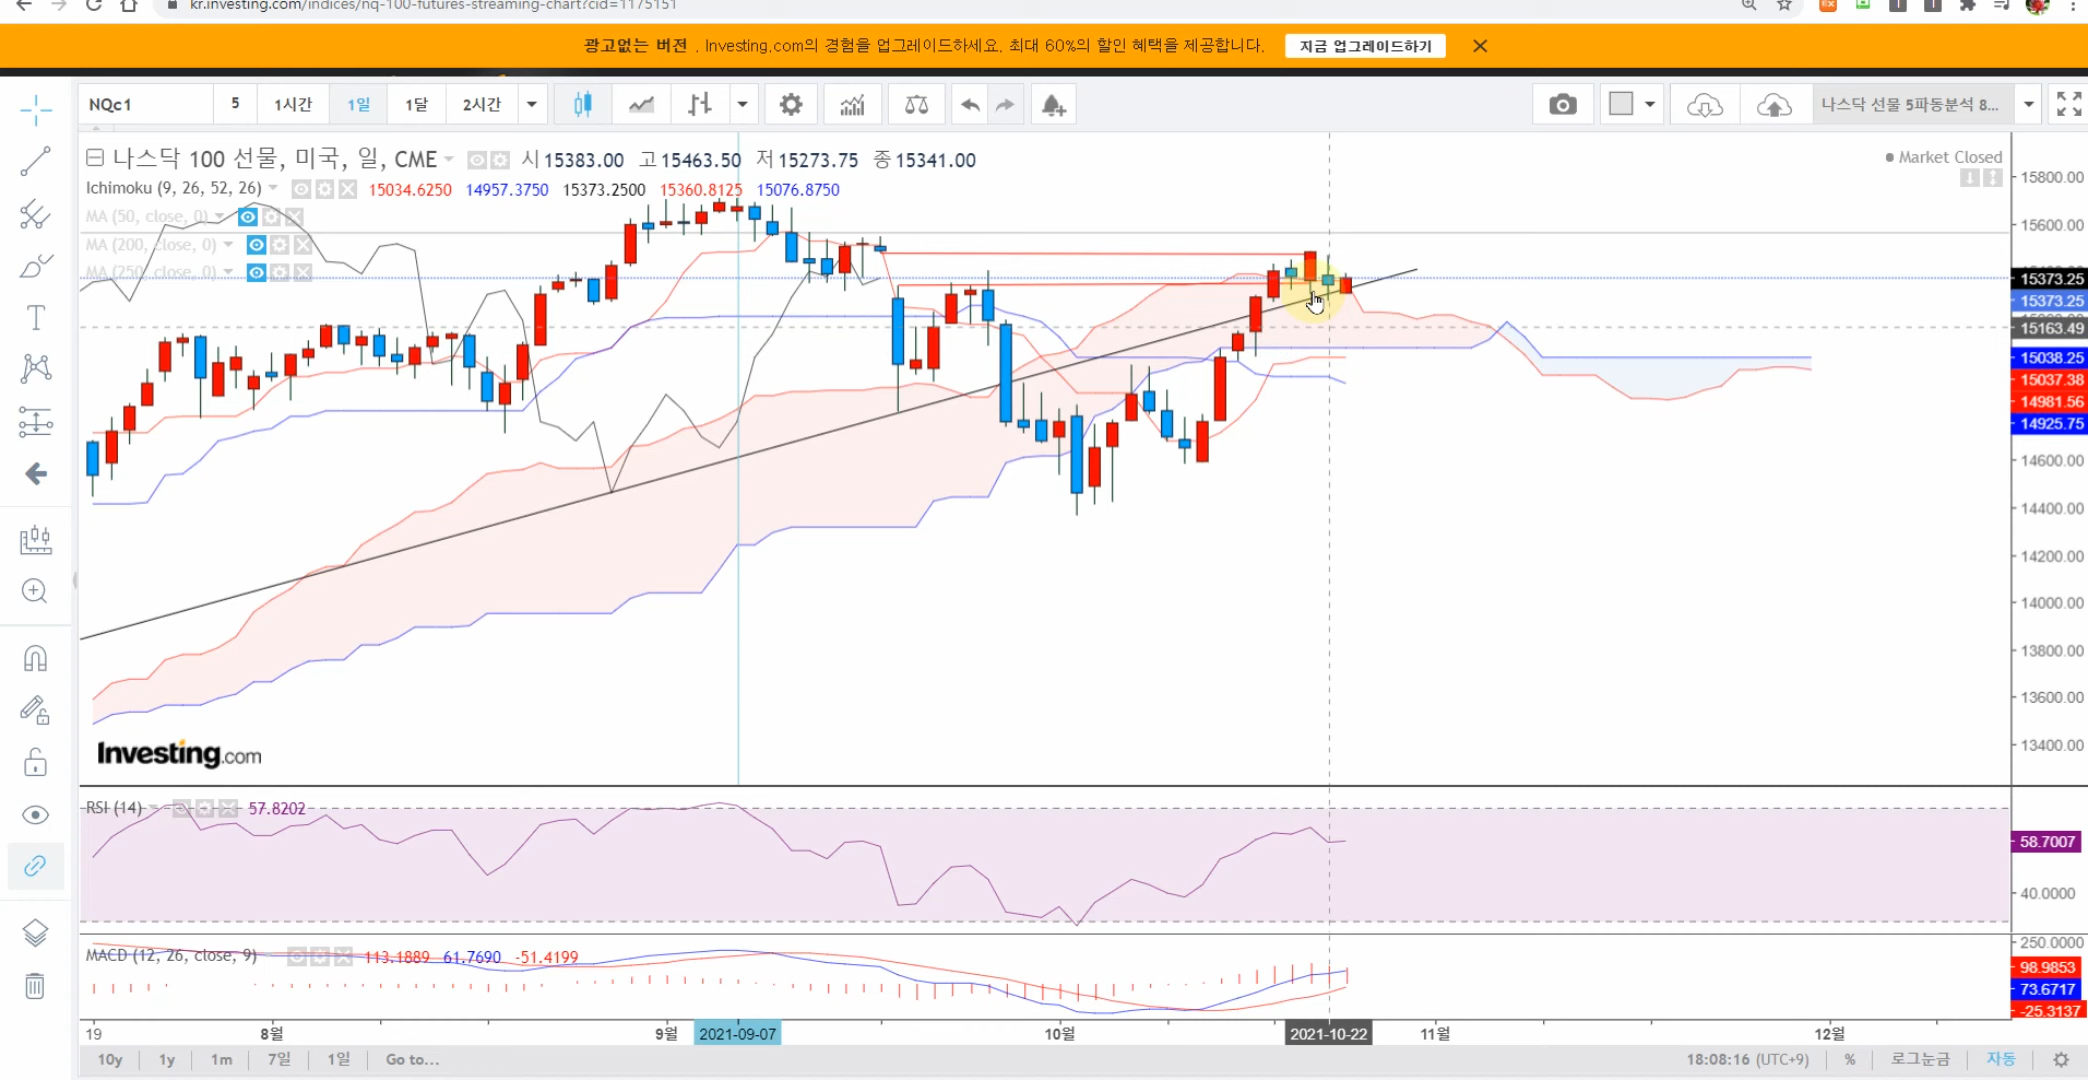 kr.investing.com/indices/nq-100-futures-streaming-chart?cid=1175151
광고없는 버전 . Investing.com의 경험을 업그레이드하세요. 최대 60%의 할인 혜택을 제공합니다. 지금 업그레이드하기
NQc1 5 1시간 1일 1달 2시간 나스닥 선물 5파동분석 8...
나스닥 100 선물, 미국, 일, CME 시 15383.00 고 15463.50 저 15273.75 종 15341.00
Market Closed
Ichimoku (9, 26, 52, 26) 15034.6250 14957.3750 15373.2500 15360.8125 15076.8750
MA (50, close, 0)
MA (200, close, 0)
MA (250, close, 0)
15800.00
15600.00
15373.25
15373.25
15163.49
15038.25
15037.38
14981.56
14925.75
14600.00
14400.00
14200.00
14000.00
13800.00
13600.00
13400.00
Investing.com
RSI (14) 57.8202
58.7007
40.0000
MACD (12, 26, close, 9) 113.1889 61.7690 -51.4199
250.0000
98.9853
73.6717
-25.3137
19 8월 9월 2021-09-07 10월 2021-10-22 11월 12월
10y 1y 1m 7일 1일 Go to... 18:08:16 (UTC+9) % 로그눈금 자동